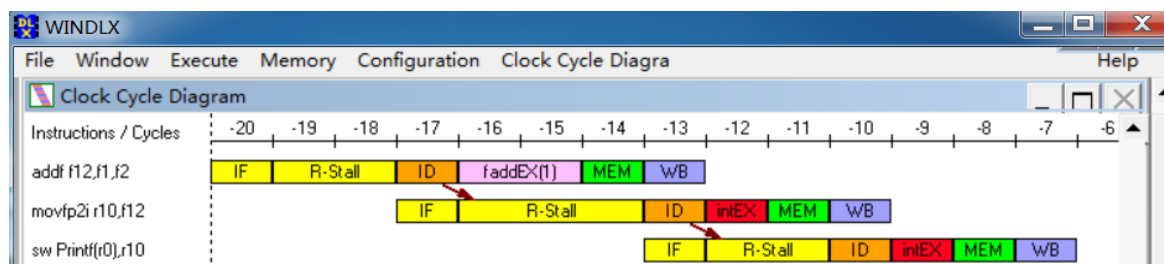 WINDLX
File Window Execute Memory Configuration Clock Cycle Diagra Help
Clock Cycle Diagram
Instructions / Cycles -20 -19 -18 -17 -16 -15 -14 -13 -12 -11 -10 -9 -8 -7 -6
addf f12,f1,f2 IF R-Stall ID faddEX(1) MEM WB
movfp2i r10,f12 IF R-Stall ID intEX MEM WB
sw Printf(r0),r10 IF R-Stall ID intEX MEM WB